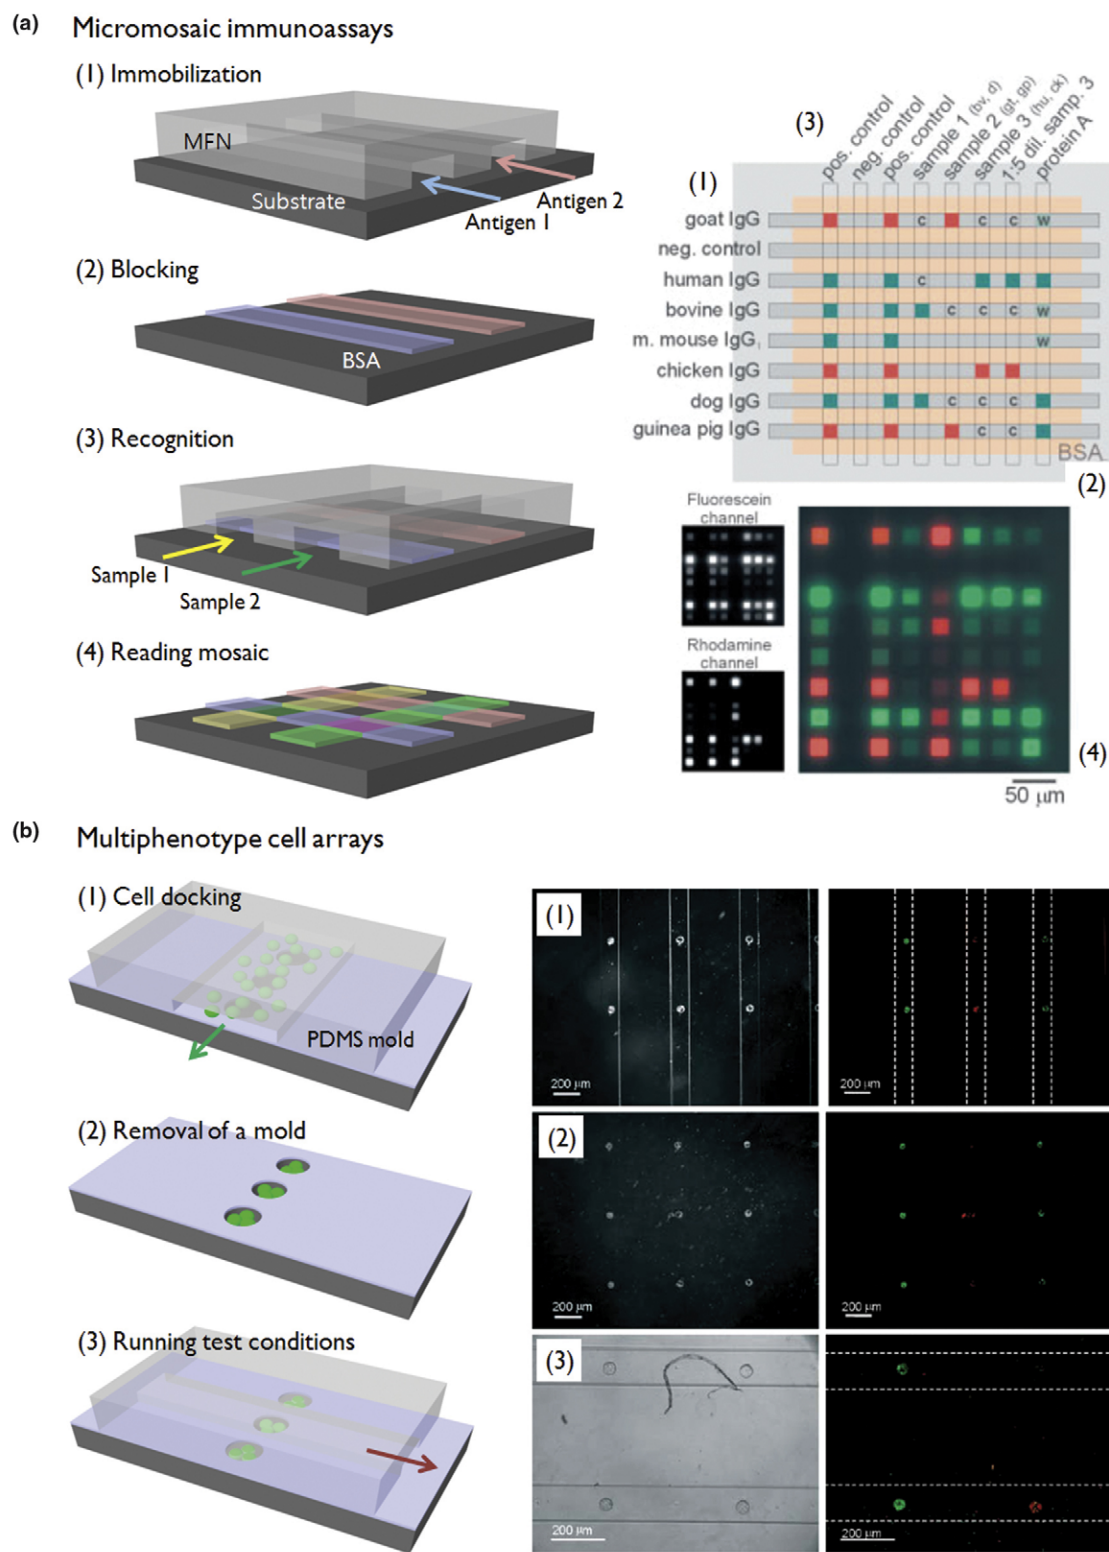 (a) Micromosaic immunoassays
(1) Immobilization
MFN
Substrate
Antigen 1
Antigen 2
(2) Blocking
BSA
(3) Recognition
Sample 1
Sample 2
(4) Reading mosaic
(3)
pos. control
neg. control
pos. control
sample 1 (bv, d)
sample 2 (gt, gp)
sample 3 (hu, ck)
1:5 dil. samp. 3
protein A
(1)
goat IgG c c c w
neg. control
human IgG c
bovine IgG c c c w
m. mouse IgG₁ w
chicken IgG
dog IgG c c c
guinea pig IgG c c
BSA
(2)
Fluorescein
channel
Rhodamine
channel
(4)
50 μm
(b) Multiphenotype cell arrays
(1) Cell docking
PDMS mold
(2) Removal of a mold
(3) Running test conditions
(1)
200 μm
200 μm
(2)
200 μm
200 μm
(3)
200 μm
200 μm